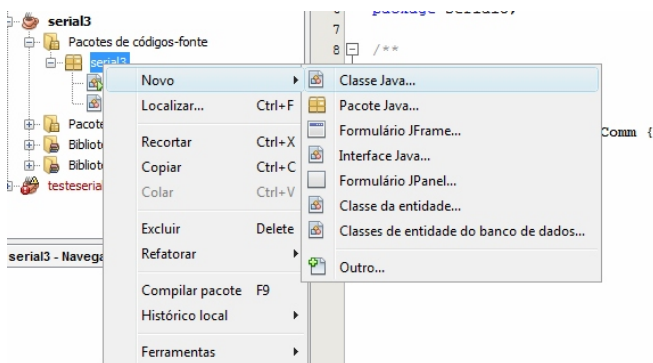 serial3
Pacotes de códigos-fonte
serial3
Pacote
Bibliot
Bibliot
testeserial
serial3 - Navega
Novo
Localizar... Ctrl+F
Recortar Ctrl+X
Copiar Ctrl+C
Colar Ctrl+V
Excluir Delete
Refatorar
Compilar pacote F9
Histórico local
Ferramentas
Classe Java...
Pacote Java...
Formulário JFrame...
Interface Java...
Formulário JPanel...
Classe da entidade...
Classes de entidade do banco de dados...
Outro...
7
8 /**
Comm {